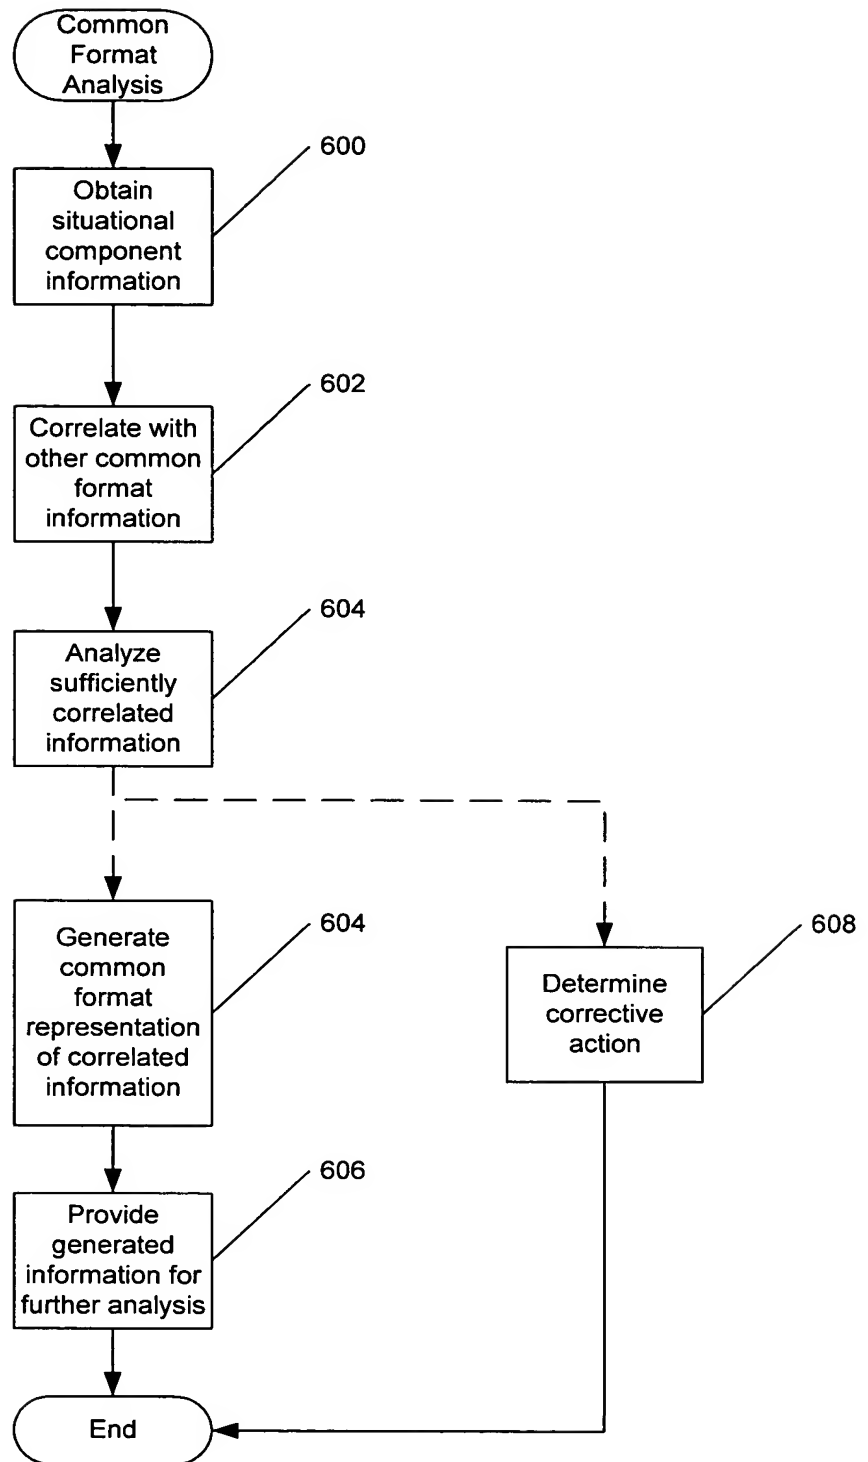 Common
Format
Analysis
600
Obtain
situational
component
information
602
Correlate with
other common
format
information
604
Analyze
sufficiently
correlated
information
604
Generate
common
format
representation
of correlated
information
608
Determine
corrective
action
606
Provide
generated
information for
further analysis
End